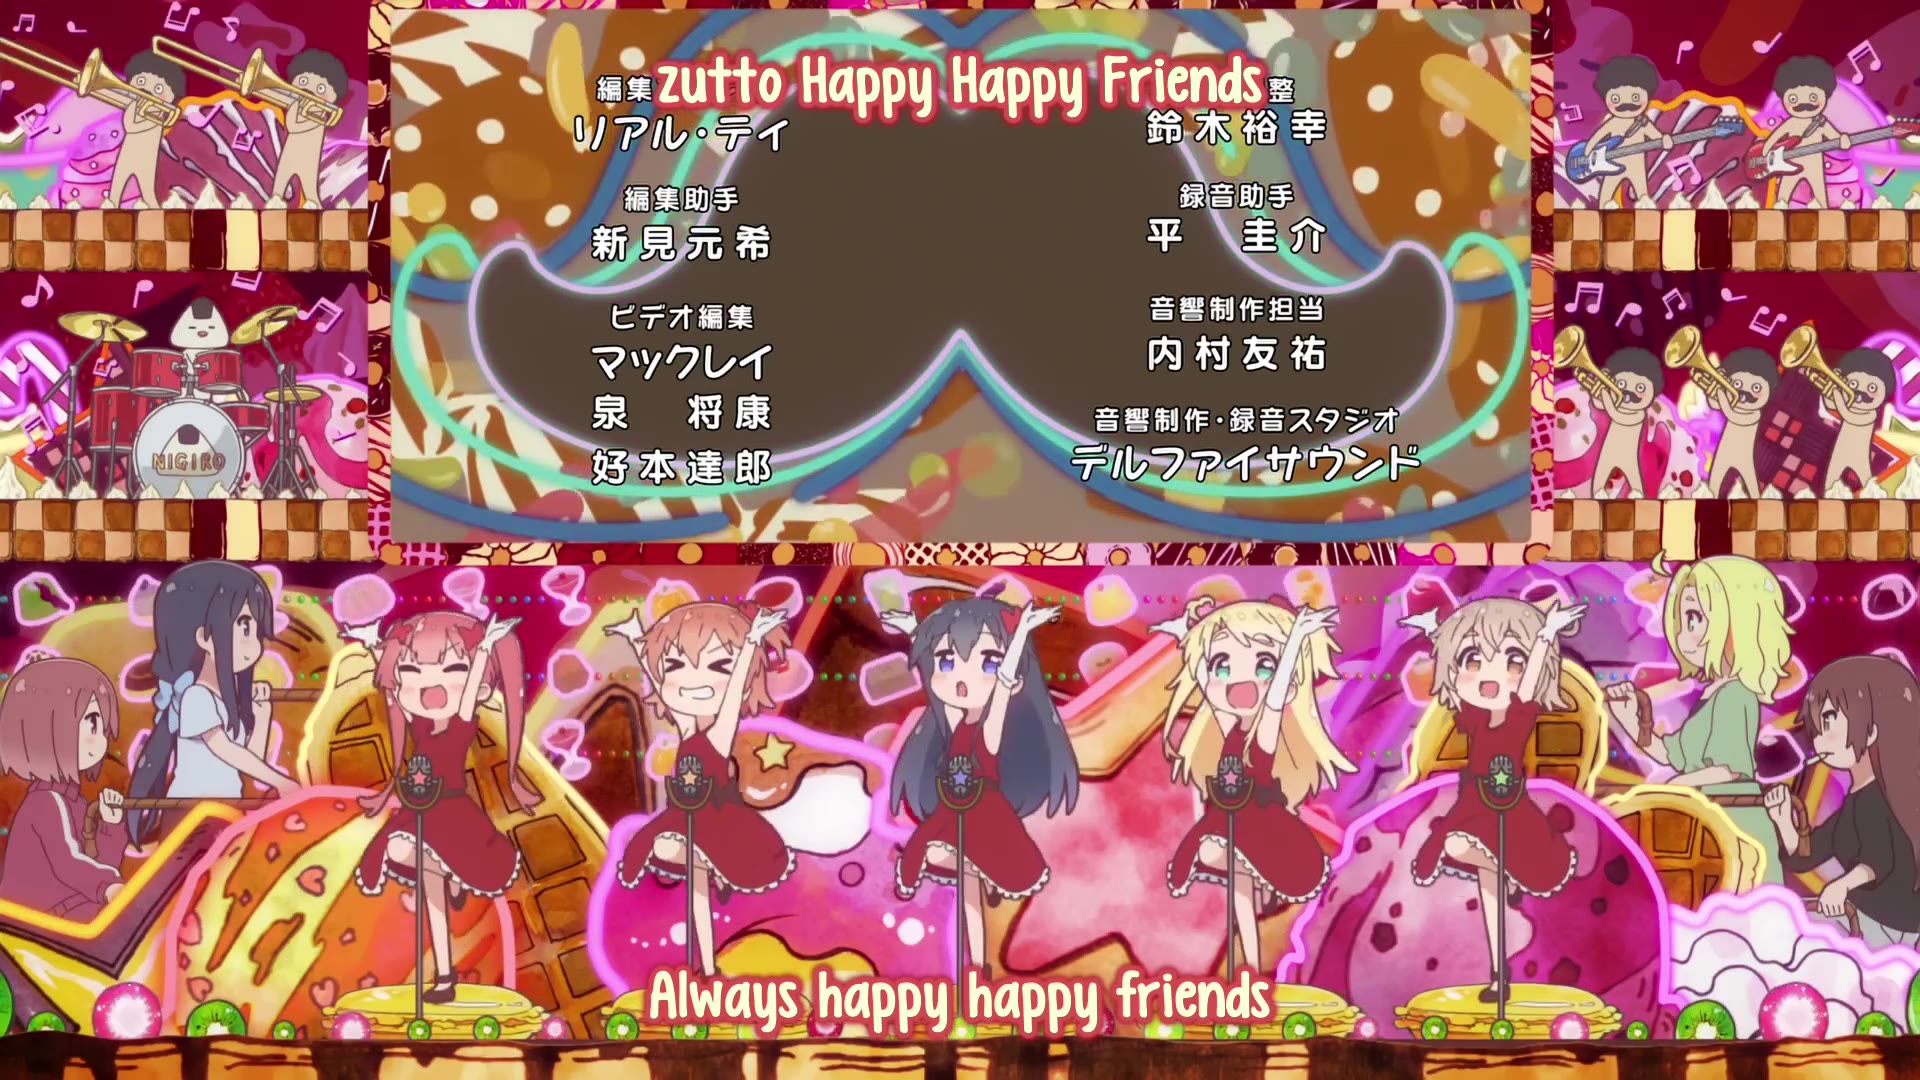 zutto Happy Happy Friends
編集
リアル・ティ
編集助手
新見元希
ビデオ編集
マックレイ
泉　将康
好本達郎
整
鈴木裕幸
録音助手
平　圭介
音響制作担当
内村友祐
音響制作・録音スタジオ
デルファイサウンド
NIGIRO
Always happy happy friends